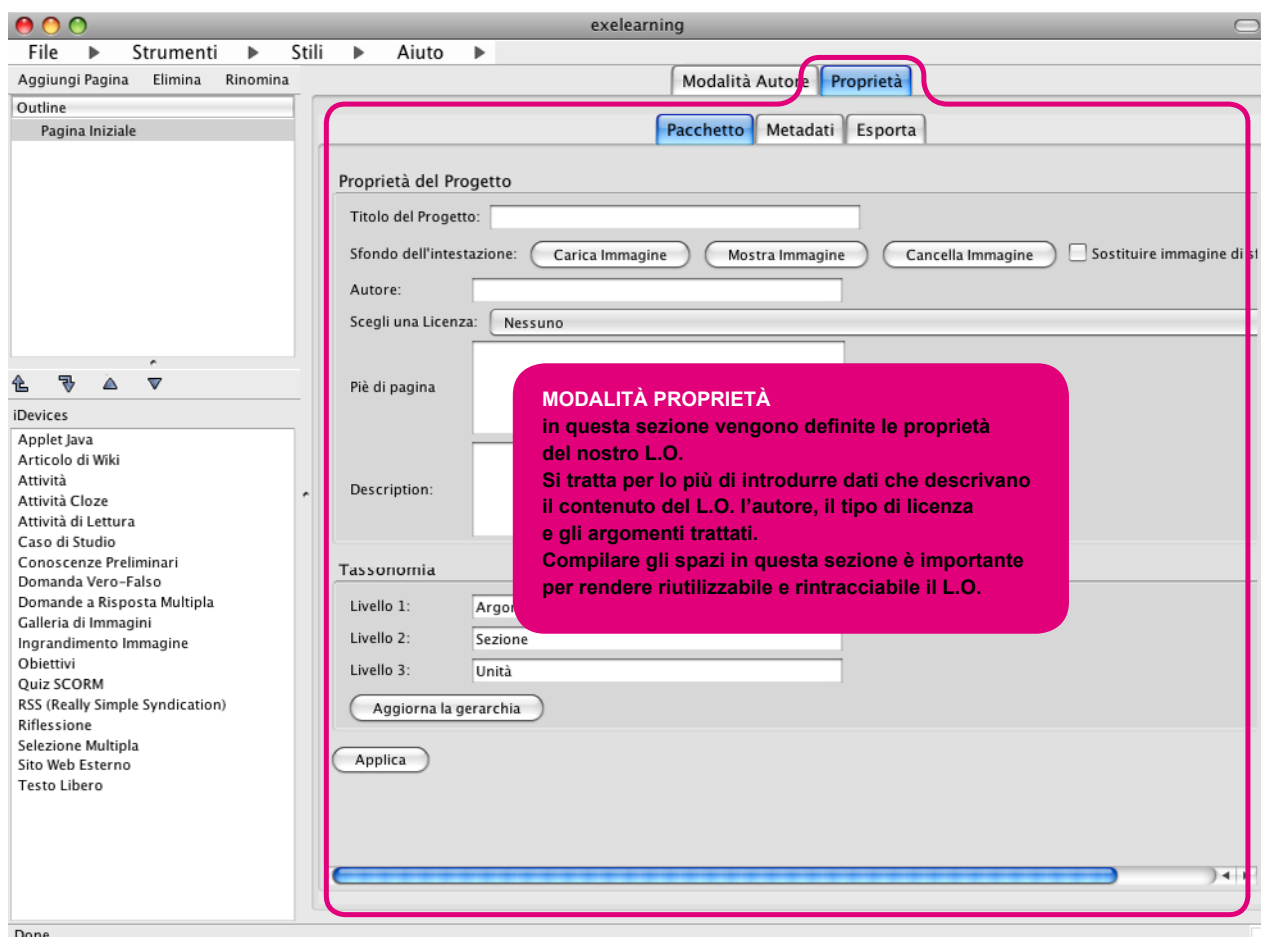 exelearning
File ▶ Strumenti ▶ Stili ▶ Aiuto ▶
Aggiungi Pagina Elimina Rinomina
Modalità Autore Proprietà
Outline
Pagina Iniziale
Pacchetto Metadati Esporta
Proprietà del Progetto
Titolo del Progetto:
Sfondo dell'intestazione: Carica Immagine Mostra Immagine Cancella Immagine Sostituire immagine di
Autore:
Scegli una Licenza: Nessuno
Piè di pagina
Description:
MODALITÀ PROPRIETÀ
in questa sezione vengono definite le proprietà
del nostro L.O.
Si tratta per lo più di introdurre dati che descrivano
il contenuto del L.O. l'autore, il tipo di licenza
e gli argomenti trattati.
Compilare gli spazi in questa sezione è importante
per rendere riutilizzabile e rintracciabile il L.O.
Tassonomia
Livello 1:
Livello 2: Sezione
Livello 3: Unità
Aggiorna la gerarchia
Applica
iDevices
Applet Java
Articolo di Wiki
Attività
Attività Cloze
Attività di Lettura
Caso di Studio
Conoscenze Preliminari
Domanda Vero-Falso
Domande a Risposta Multipla
Galleria di Immagini
Ingrandimento Immagine
Obiettivi
Quiz SCORM
RSS (Really Simple Syndication)
Riflessione
Selezione Multipla
Sito Web Esterno
Testo Libero
Done